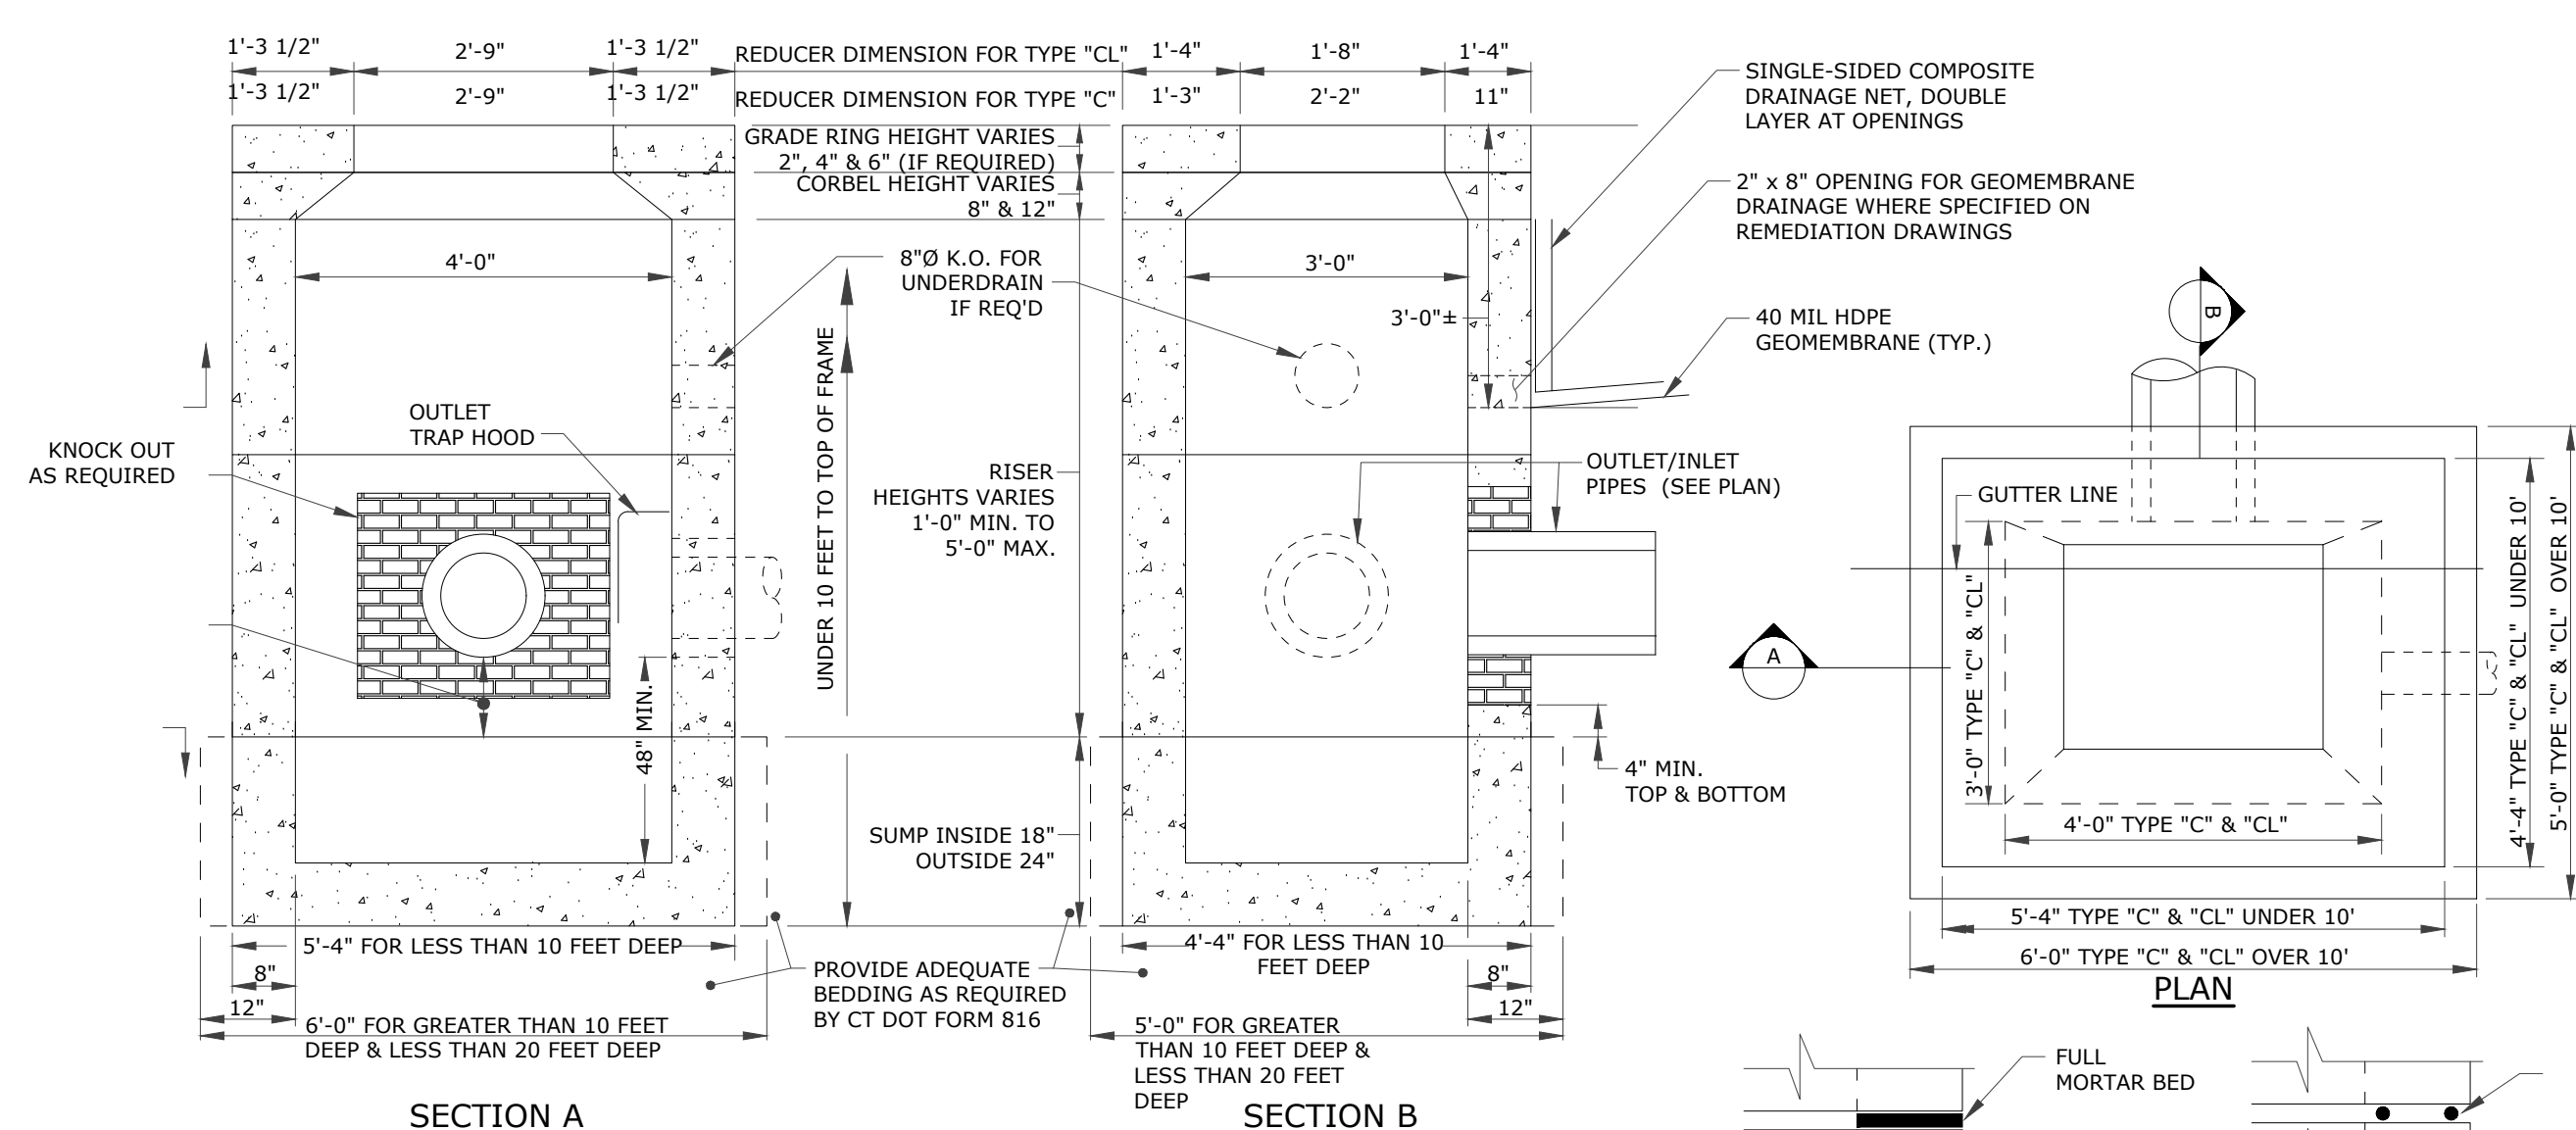 1'-3 1/2"
2'-9"
1'-3 1/2"
REDUCER DIMENSION FOR TYPE "CL"
1'-4"
1'-8"
1'-4"
1'-3 1/2"
2'-9"
1'-3 1/2"
REDUCER DIMENSION FOR TYPE "C"
1'-3"
2'-2"
11"
GRADE RING HEIGHT VARIES
2", 4" & 6" (IF REQUIRED)
CORBEL HEIGHT VARIES
8" & 12"
SINGLE-SIDED COMPOSITE
DRAINAGE NET, DOUBLE
LAYER AT OPENINGS
2" x 8" OPENING FOR GEOMEMBRANE
DRAINAGE WHERE SPECIFIED ON
REMEDIATION DRAWINGS
4'-0"
8"Ø K.O. FOR
UNDERDRAIN
IF REQ'D
3'-0"
3'-0"±
40 MIL HDPE
GEOMEMBRANE (TYP.)
KNOCK OUT
AS REQUIRED
OUTLET
TRAP HOOD
UNDER 10 FEET TO TOP OF FRAME
RISER
HEIGHTS VARIES
1'-0" MIN. TO
5'-0" MAX.
OUTLET/INLET
PIPES (SEE PLAN)
48" MIN.
SUMP INSIDE 18"
OUTSIDE 24"
4" MIN.
TOP & BOTTOM
5'-4" FOR LESS THAN 10 FEET DEEP
8"
12"
6'-0" FOR GREATER THAN 10 FEET
DEEP & LESS THAN 20 FEET DEEP
PROVIDE ADEQUATE
BEDDING AS REQUIRED
BY CT DOT FORM 816
4'-4" FOR LESS THAN 10
FEET DEEP
8"
12"
5'-0" FOR GREATER
THAN 10 FEET DEEP &
LESS THAN 20 FEET
DEEP
SECTION A
SECTION B
B
A
GUTTER LINE
3'-0" TYPE "C" & "CL"
4'-0" TYPE "C" & "CL"
4'-4" TYPE "C" & "CL" UNDER 10'
5'-0" TYPE "C" & "CL" OVER 10'
5'-4" TYPE "C" & "CL" UNDER 10'
6'-0" TYPE "C" & "CL" OVER 10'
PLAN
FULL
MORTAR BED